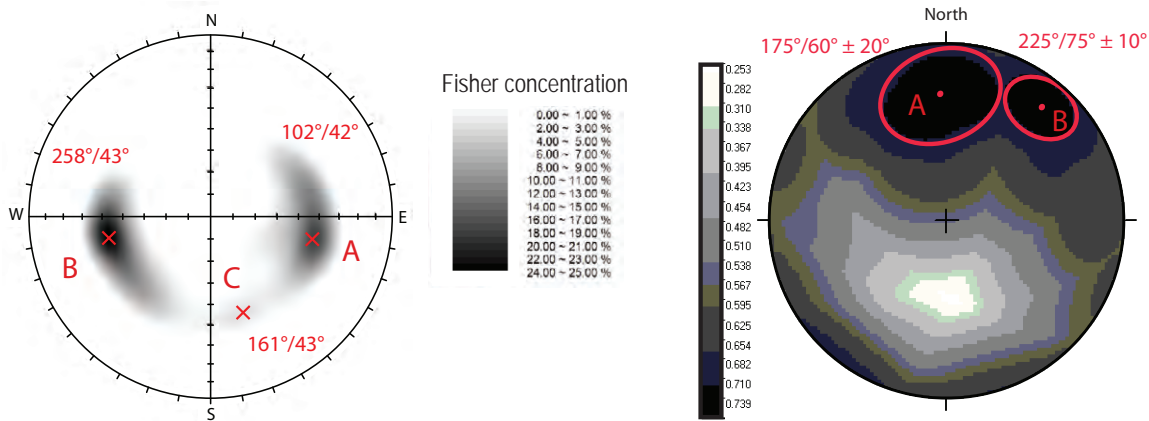 N
102°/42°
258°/43°
W
E
B
A
C
161°/43°
S
Fisher concentration
0.00 ~ 1.00 %
2.00 ~ 3.00 %
4.00 ~ 5.00 %
6.00 ~ 7.00 %
8.00 ~ 9.00 %
10.00 ~ 11.00 %
12.00 ~ 13.00 %
14.00 ~ 15.00 %
16.00 ~ 17.00 %
18.00 ~ 19.00 %
20.00 ~ 21.00 %
22.00 ~ 23.00 %
24.00 ~ 25.00 %
North
175°/60° ± 20°
225°/75° ± 10°
A
B
0.253
0.282
0.310
0.338
0.367
0.395
0.423
0.454
0.482
0.510
0.538
0.567
0.595
0.625
0.654
0.682
0.710
0.739